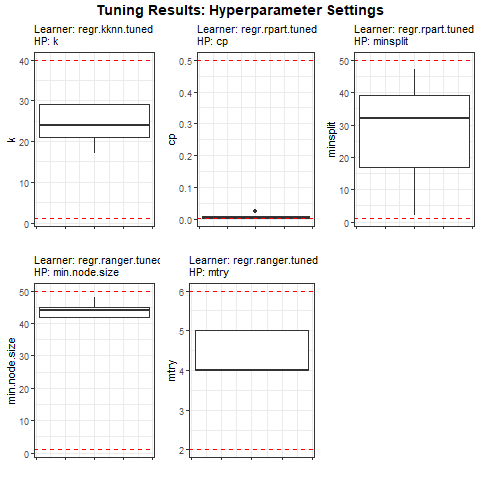 Tuning Results: Hyperparameter Settings
Learner: regr.kknn.tuned
HP: k
40
30
20
10
0
k
Learner: regr.rpart.tuned
HP: cp
0.5
0.4
0.3
0.2
0.1
0.0
cp
Learner: regr.rpart.tuned
HP: minsplit
50
40
30
20
10
0
minsplit
Learner: regr.ranger.tuned
HP: min.node.size
50
40
30
20
10
0
min.node.size
Learner: regr.ranger.tuned
HP: mtry
6
5
4
3
2
mtry